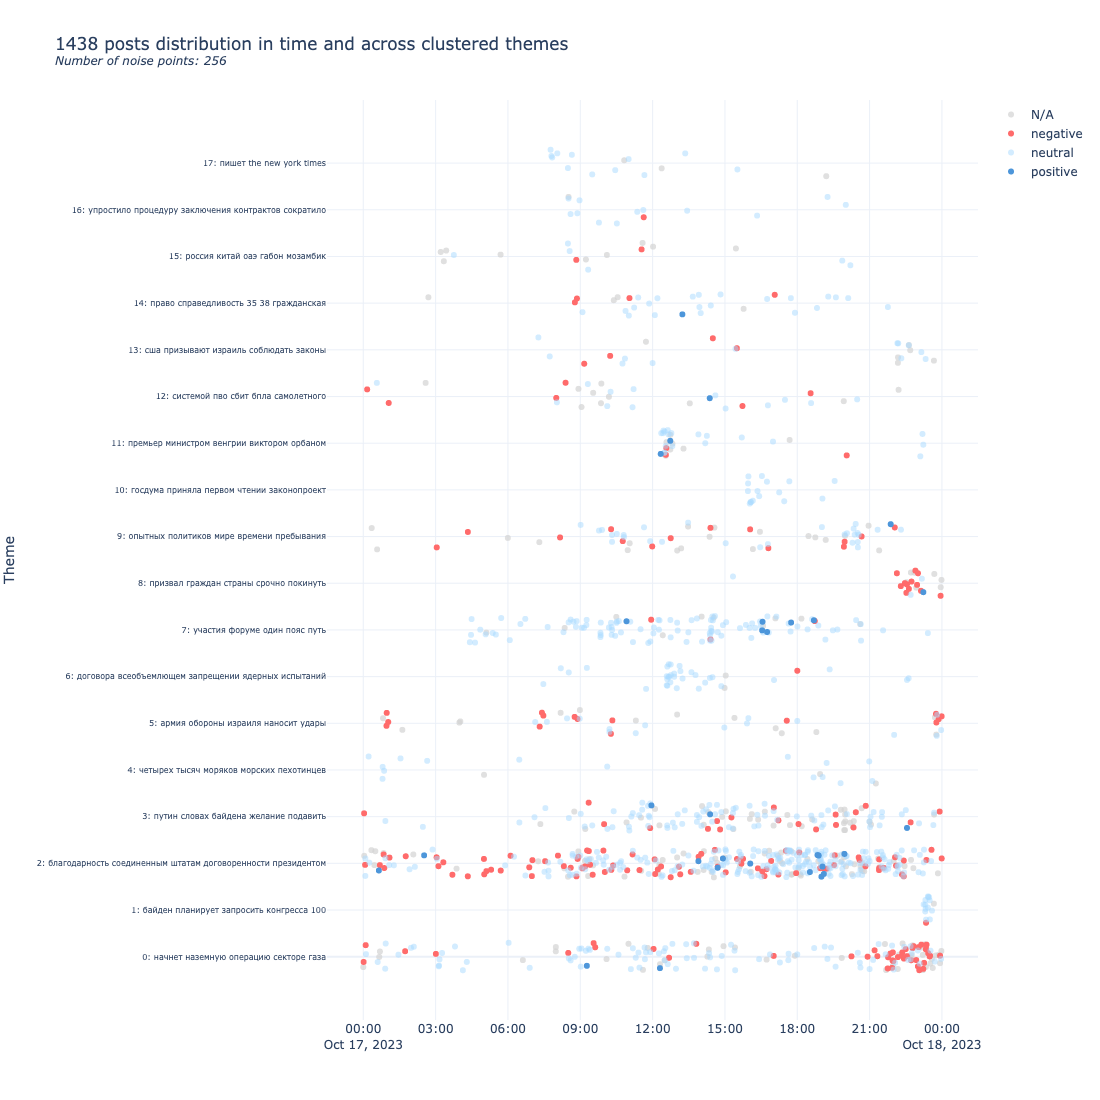 1438 posts distribution in time and across clustered themes
Number of noise points: 256
N/A
negative
neutral
positive
Theme
17: пишет the new york times
16: упростило процедуру заключения контрактов сократило
15: россия китай оаэ габон мозамбик
14: право справедливость 35 38 гражданская
13: сша призывают израиль соблюдать законы
12: системой пво сбит бпла самолетного
11: премьер министром венгрии виктором орбаном
10: госдума приняла первом чтении законопроект
9: опытных политиков мире времени пребывания
8: призвал граждан страны срочно покинуть
7: участия форуме один пояс путь
6: договора всеобъемлющем запрещении ядерных испытаний
5: армия обороны израиля наносит удары
4: четырех тысяч моряков морских пехотинцев
3: путин словах байдена желание подавить
2: благодарность соединенным штатам договоренности президентом
1: байден планирует запросить конгресса 100
0: начнет наземную операцию секторе газа
00:00 03:00 06:00 09:00 12:00 15:00 18:00 21:00 00:00
Oct 17, 2023 Oct 18, 2023